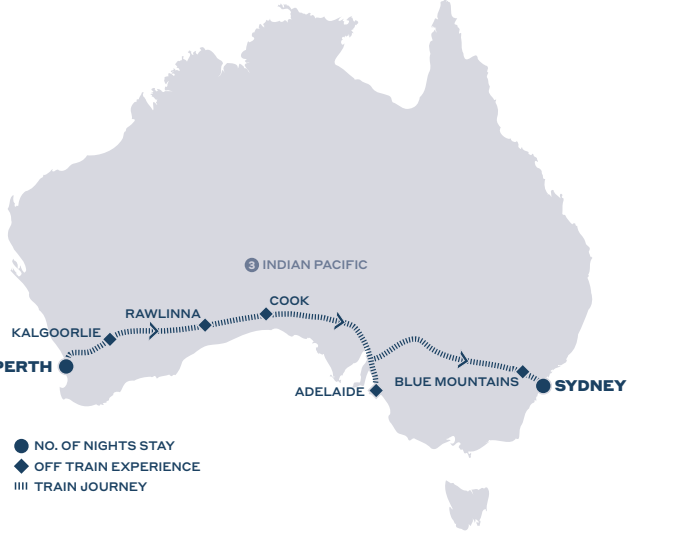 3 INDIAN PACIFIC
COOK
RAWLINNA
KALGOORLIE
PERTH
ADELAIDE
BLUE MOUNTAINS
SYDNEY
NO. OF NIGHTS STAY
OFF TRAIN EXPERIENCE
TRAIN JOURNEY